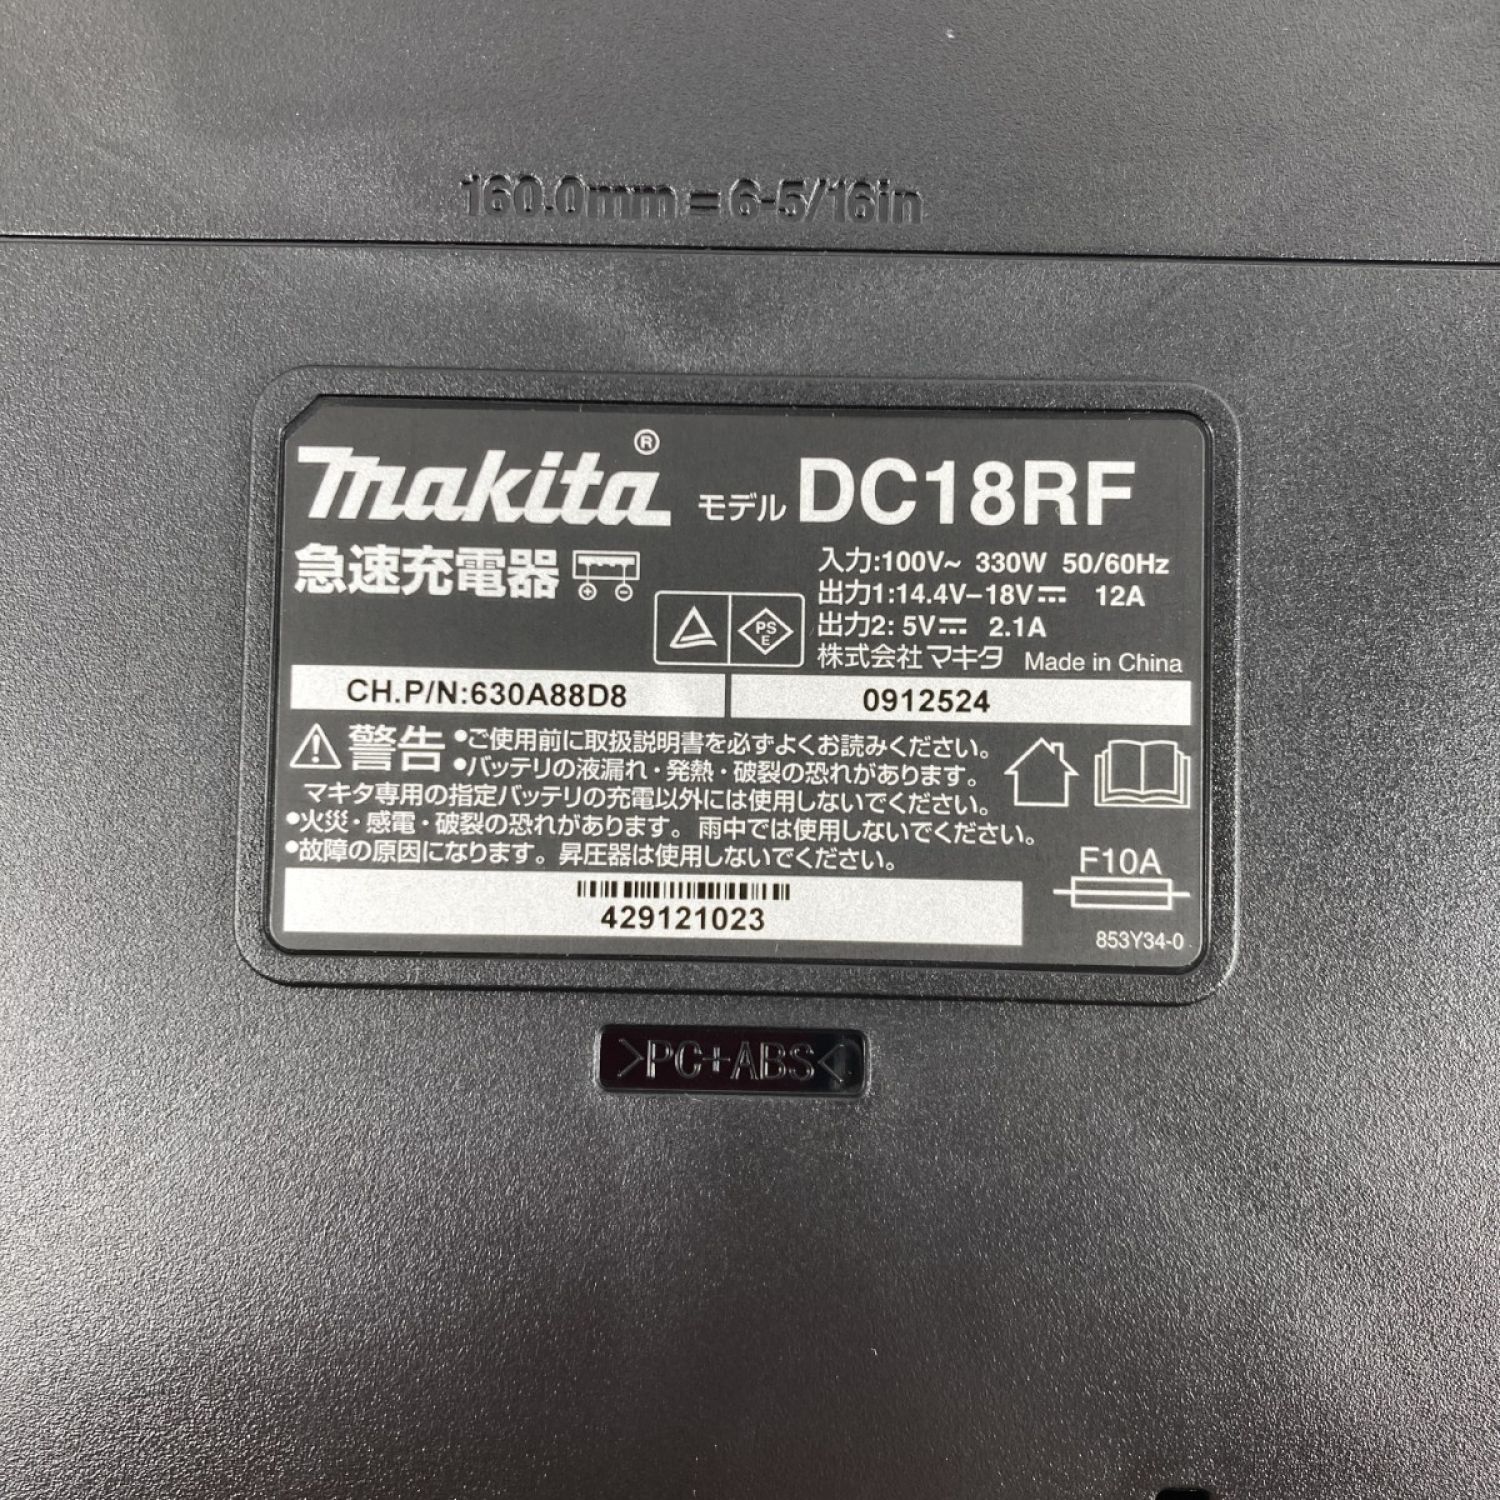 160.0mm = 6-5/16in
makita® モデル DC18RF
急速充電器
入力:100V~ 330W 50/60Hz
出力1:14.4V–18V⎓ 12A
出力2: 5V⎓ 2.1A
PS
E
株式会社 マキタ Made in China
CH.P/N:630A88D8
0912524
警告
•ご使用前に取扱説明書を必ずよくお読みください。
•バッテリの液漏れ・発熱・破裂の恐れがあります。
マキタ専用の指定バッテリの充電以外には使用しないでください。
•火災・感電・破裂の恐れがあります。雨中では使用しないでください。
•故障の原因になります。昇圧器は使用しないでください。
F10A
429121023
853Y34-0
>PC+ABS<